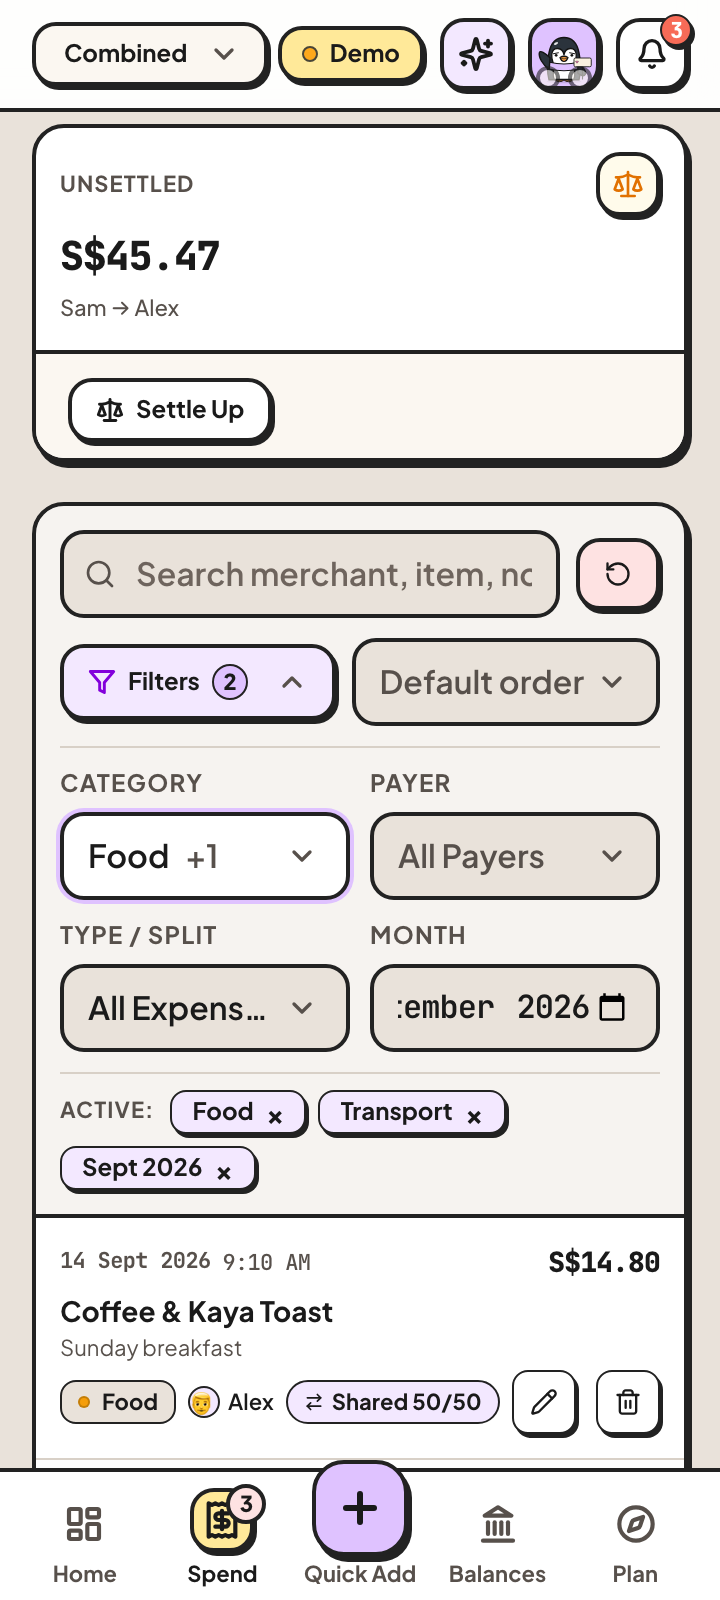 Combined
Demo
3
UNSETTLED
S$45.47
Sam → Alex
Settle Up
Search merchant, item, no
Filters 2
Default order
CATEGORY PAYER
Food +1
All Payers
TYPE / SPLIT MONTH
All Expens...
ember 2026
ACTIVE: Food × Transport ×
Sept 2026 ×
14 Sept 2026 9:10 AM S$14.80
Coffee & Kaya Toast
Sunday breakfast
Food Alex Shared 50/50
3
Home Spend Quick Add Balances Plan